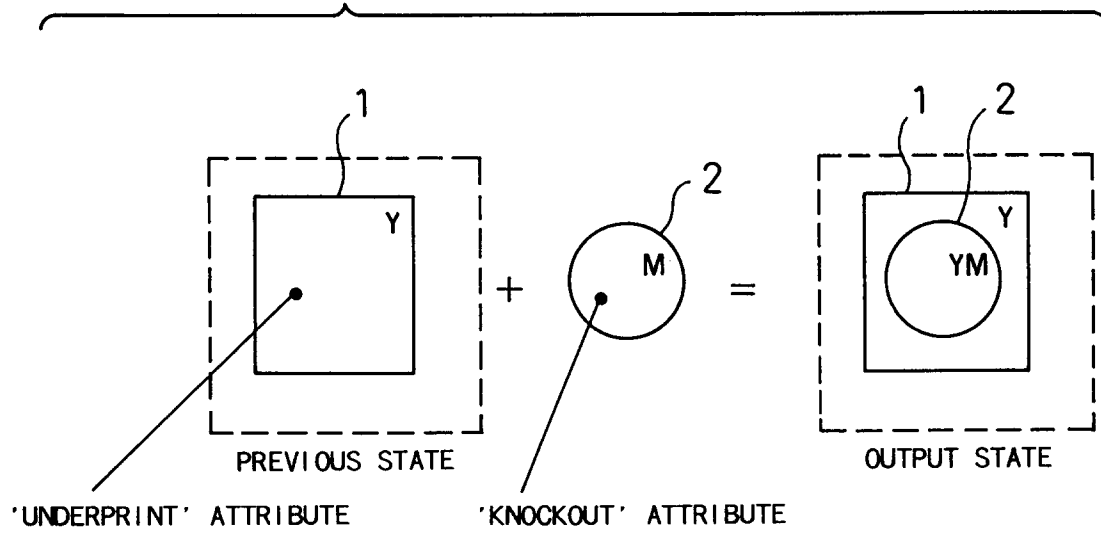 1
1 2
2
Y
Y
M
YM
+
=
PREVIOUS STATE
OUTPUT STATE
'UNDERPRINT' ATTRIBUTE
'KNOCKOUT' ATTRIBUTE